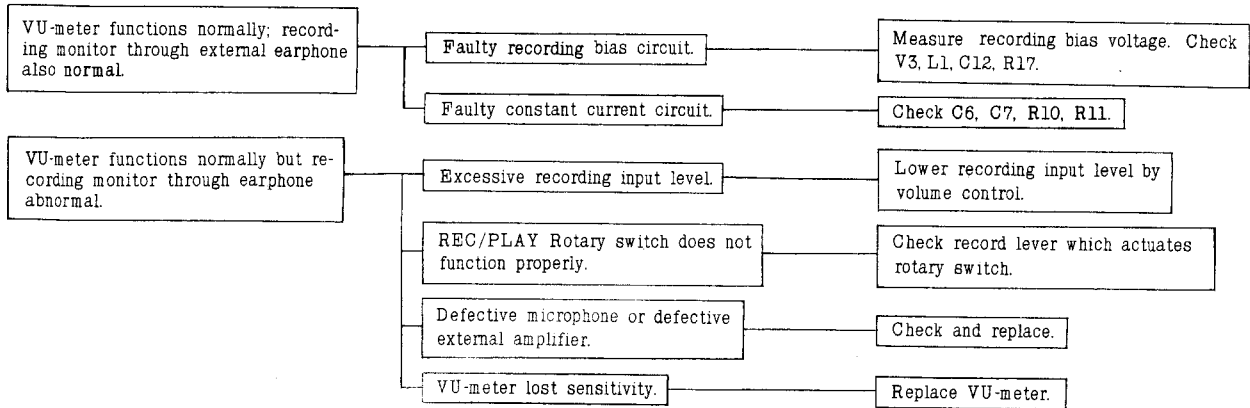 VU-meter functions normally; record-
ing monitor through external earphone
also normal.
Faulty recording bias circuit.
Measure recording bias voltage. Check
V3, L1, C12, R17.
Faulty constant current circuit.
Check C6, C7, R10, R11.
VU-meter functions normally but re-
cording monitor through earphone
abnormal.
Excessive recording input level.
Lower recording input level by
volume control.
REC/PLAY Rotary switch does not
function properly.
Check record lever which actuates
rotary switch.
Defective microphone or defective
external amplifier.
Check and replace.
VU-meter lost sensitivity.
Replace VU-meter.